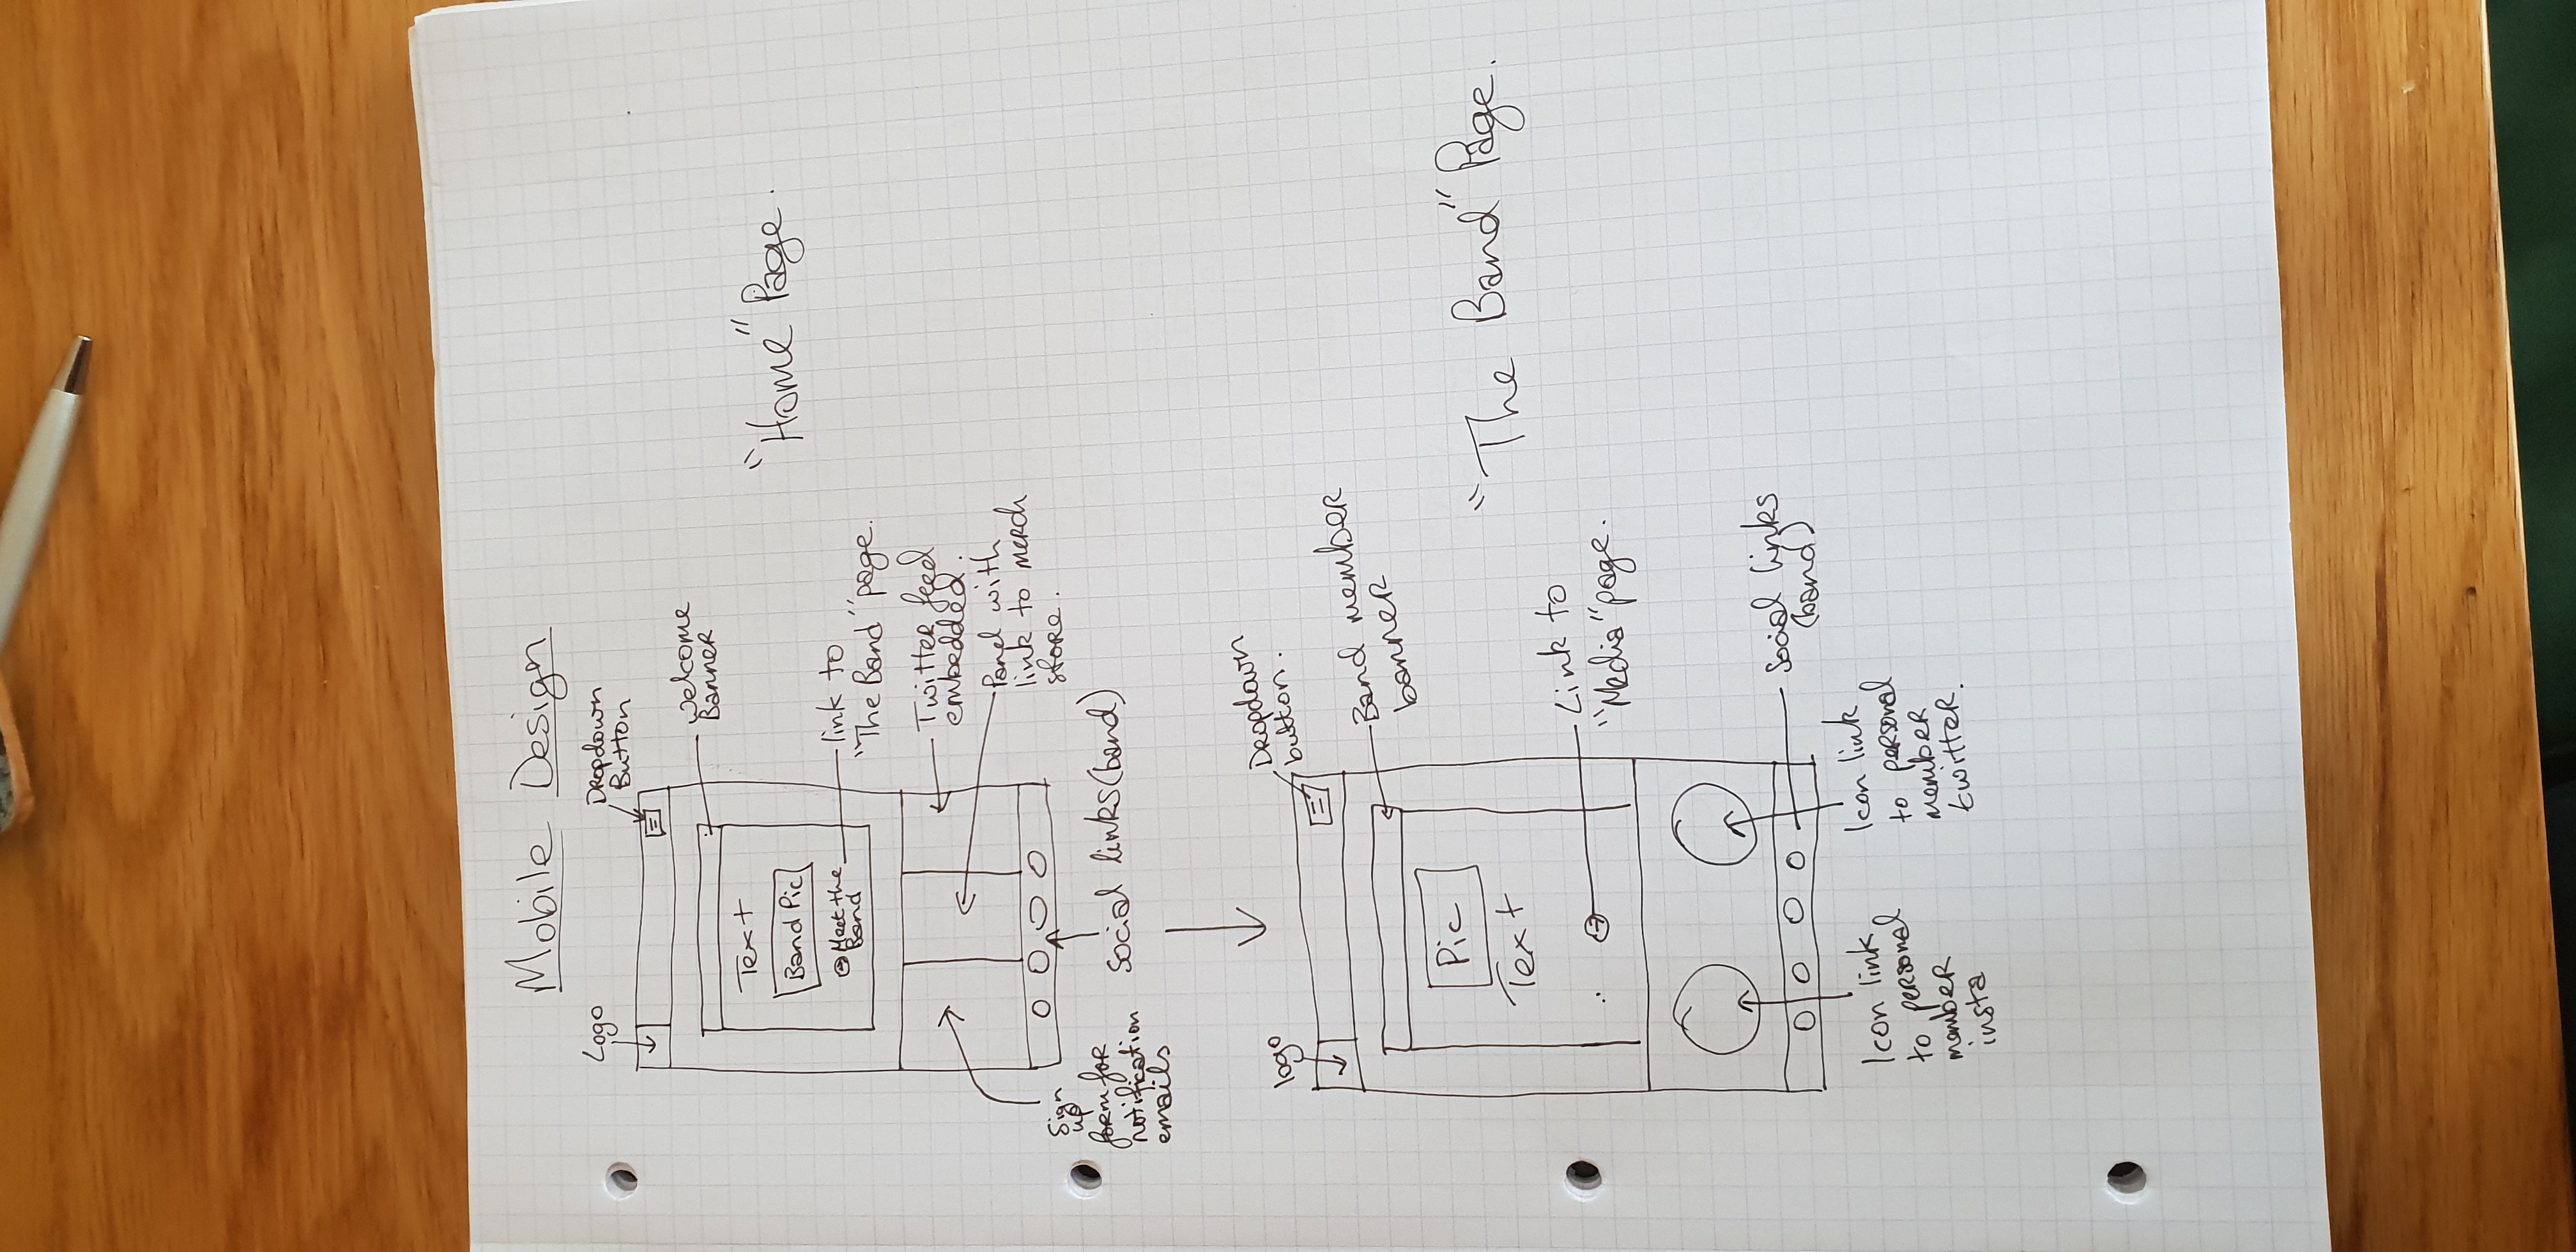 Mobile Design
Logo
Dropdown
Button
Welcome
Banner
Text
Band Pic
Meet the
Band
"Home" Page.
link to
"The Band" page.
Twitter feed
embedded.
Panel with
link to merch
store.
Sign
up
form for
notification
emails
Social links (band)
logo
Dropdown
button.
Band member
banner
Pic
Text
"The Band" Page.
Link to
"Media" page.
Social links
(band)
Icon link
to personal
member
insta
Icon link
to personal
member
twitter.